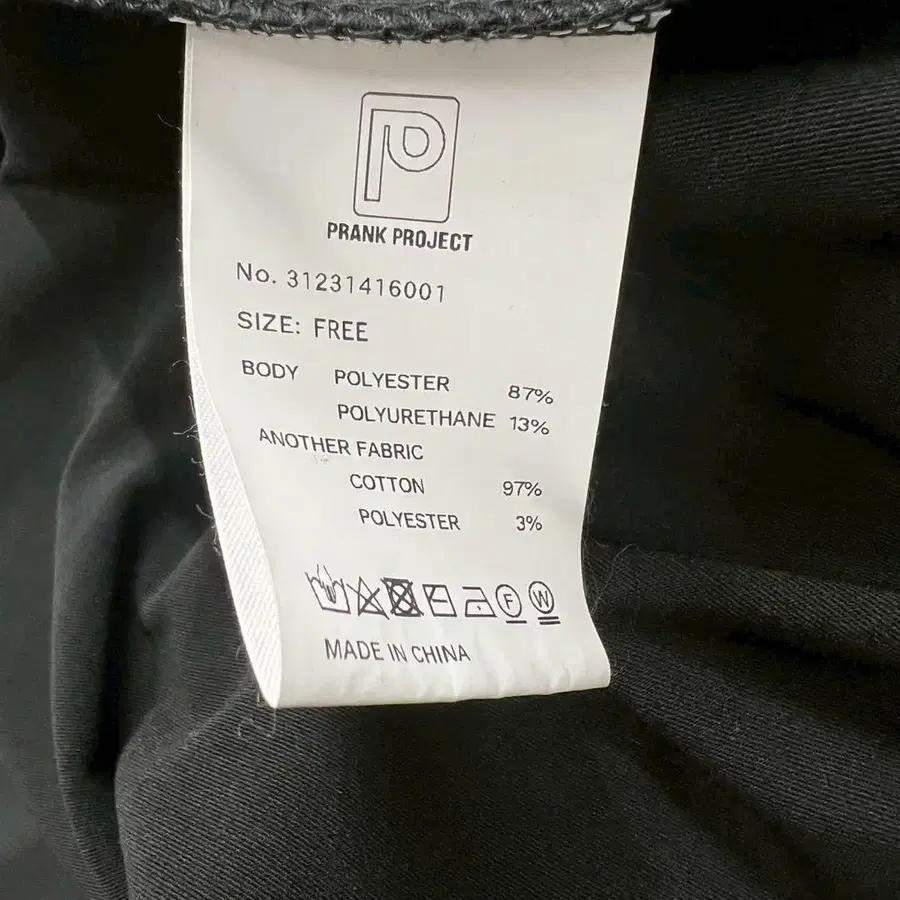 P
PRANK PROJECT
No. 31231416001
SIZE: FREE
BODY POLYESTER 87%
POLYURETHANE 13%
ANOTHER FABRIC
COTTON 97%
POLYESTER 3%
F W
MADE IN CHINA